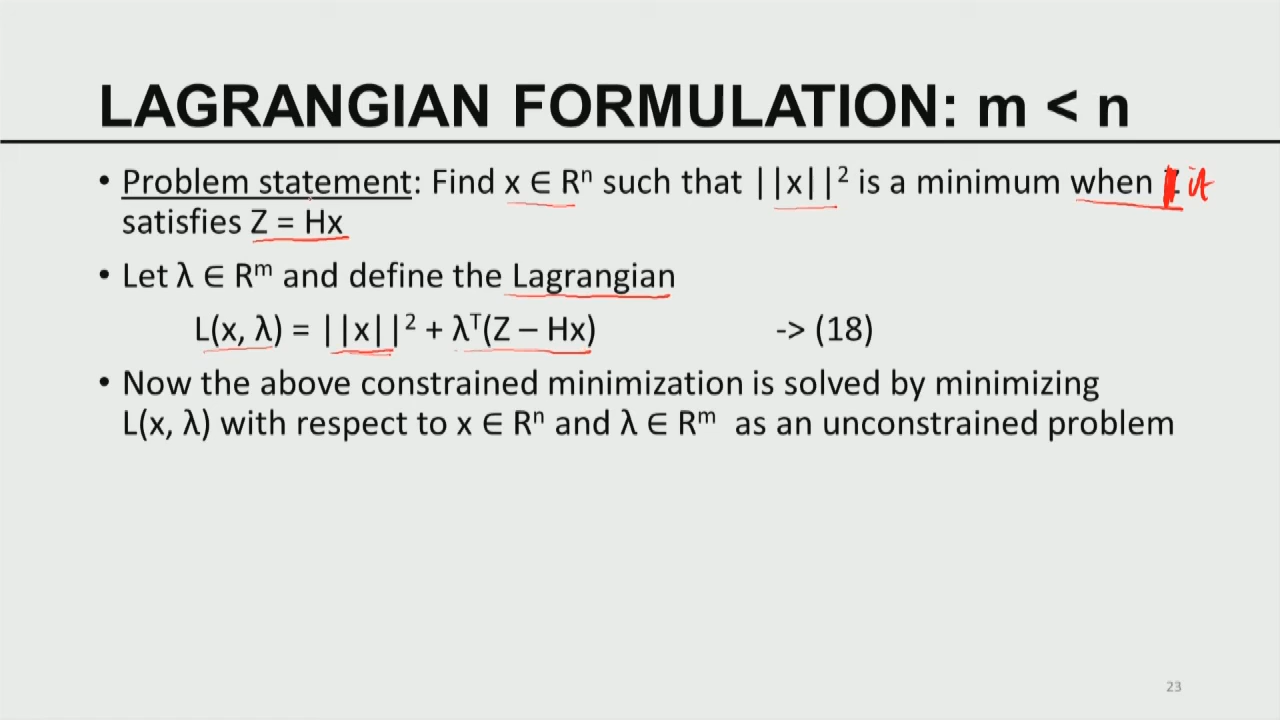 LAGRANGIAN FORMULATION: m < n
• Problem statement: Find x ∈ Rⁿ such that ||x||² is a minimum when it
satisfies Z = Hx
• Let λ ∈ Rᵐ and define the Lagrangian
L(x, λ) = ||x||² + λᵀ(Z – Hx) -> (18)
• Now the above constrained minimization is solved by minimizing
L(x, λ) with respect to x ∈ Rⁿ and λ ∈ Rᵐ as an unconstrained problem
23